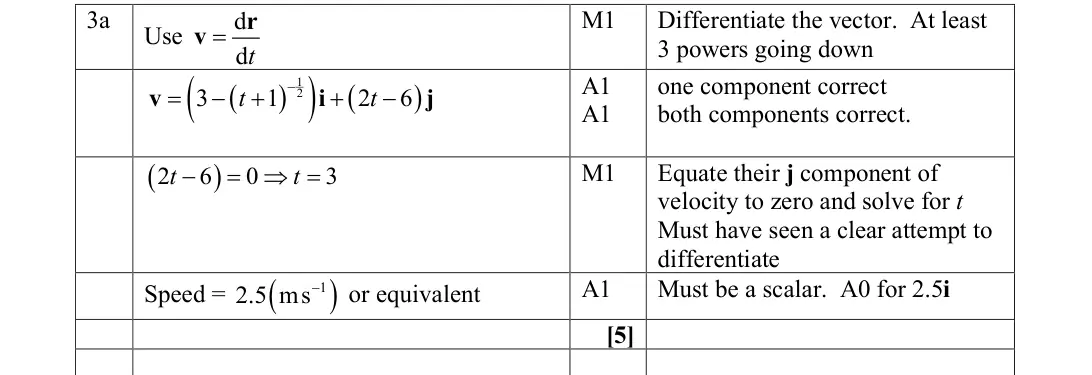 3a Use v = dr/dt M1 Differentiate the vector. At least
3 powers going down
v = (3 − (t + 1)^(−1/2)) i + (2t − 6) j A1 one component correct
A1 both components correct.
(2t − 6) = 0 ⇒ t = 3 M1 Equate their j component of
velocity to zero and solve for t
Must have seen a clear attempt to
differentiate
Speed = 2.5 (m s⁻¹) or equivalent A1 Must be a scalar. A0 for 2.5i
[5]